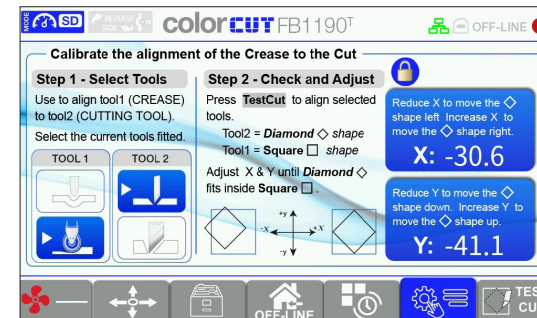 MODE
SD
REVERSE
SIDE
colorCUT FB1190T
OFF-LINE
Calibrate the alignment of the Crease to the Cut
Step 1 - Select Tools
Use to align tool1 (CREASE)
to tool2 (CUTTING TOOL).
Select the current tools fitted.
TOOL 1
TOOL 2
Step 2 - Check and Adjust
Press TestCut to align selected
tools.
Tool2 = Diamond ◇ shape
Tool1 = Square □ shape
Adjust X & Y until Diamond ◇
fits inside Square □ .
+y
-x
+x
-y
Reduce X to move the ◇
shape left Increase X to
move the ◇ shape right.
X: -30.6
Reduce Y to move the ◇
shape down. Increase Y to
move the ◇ shape up.
Y: -41.1
OFF-LINE
TES
CU